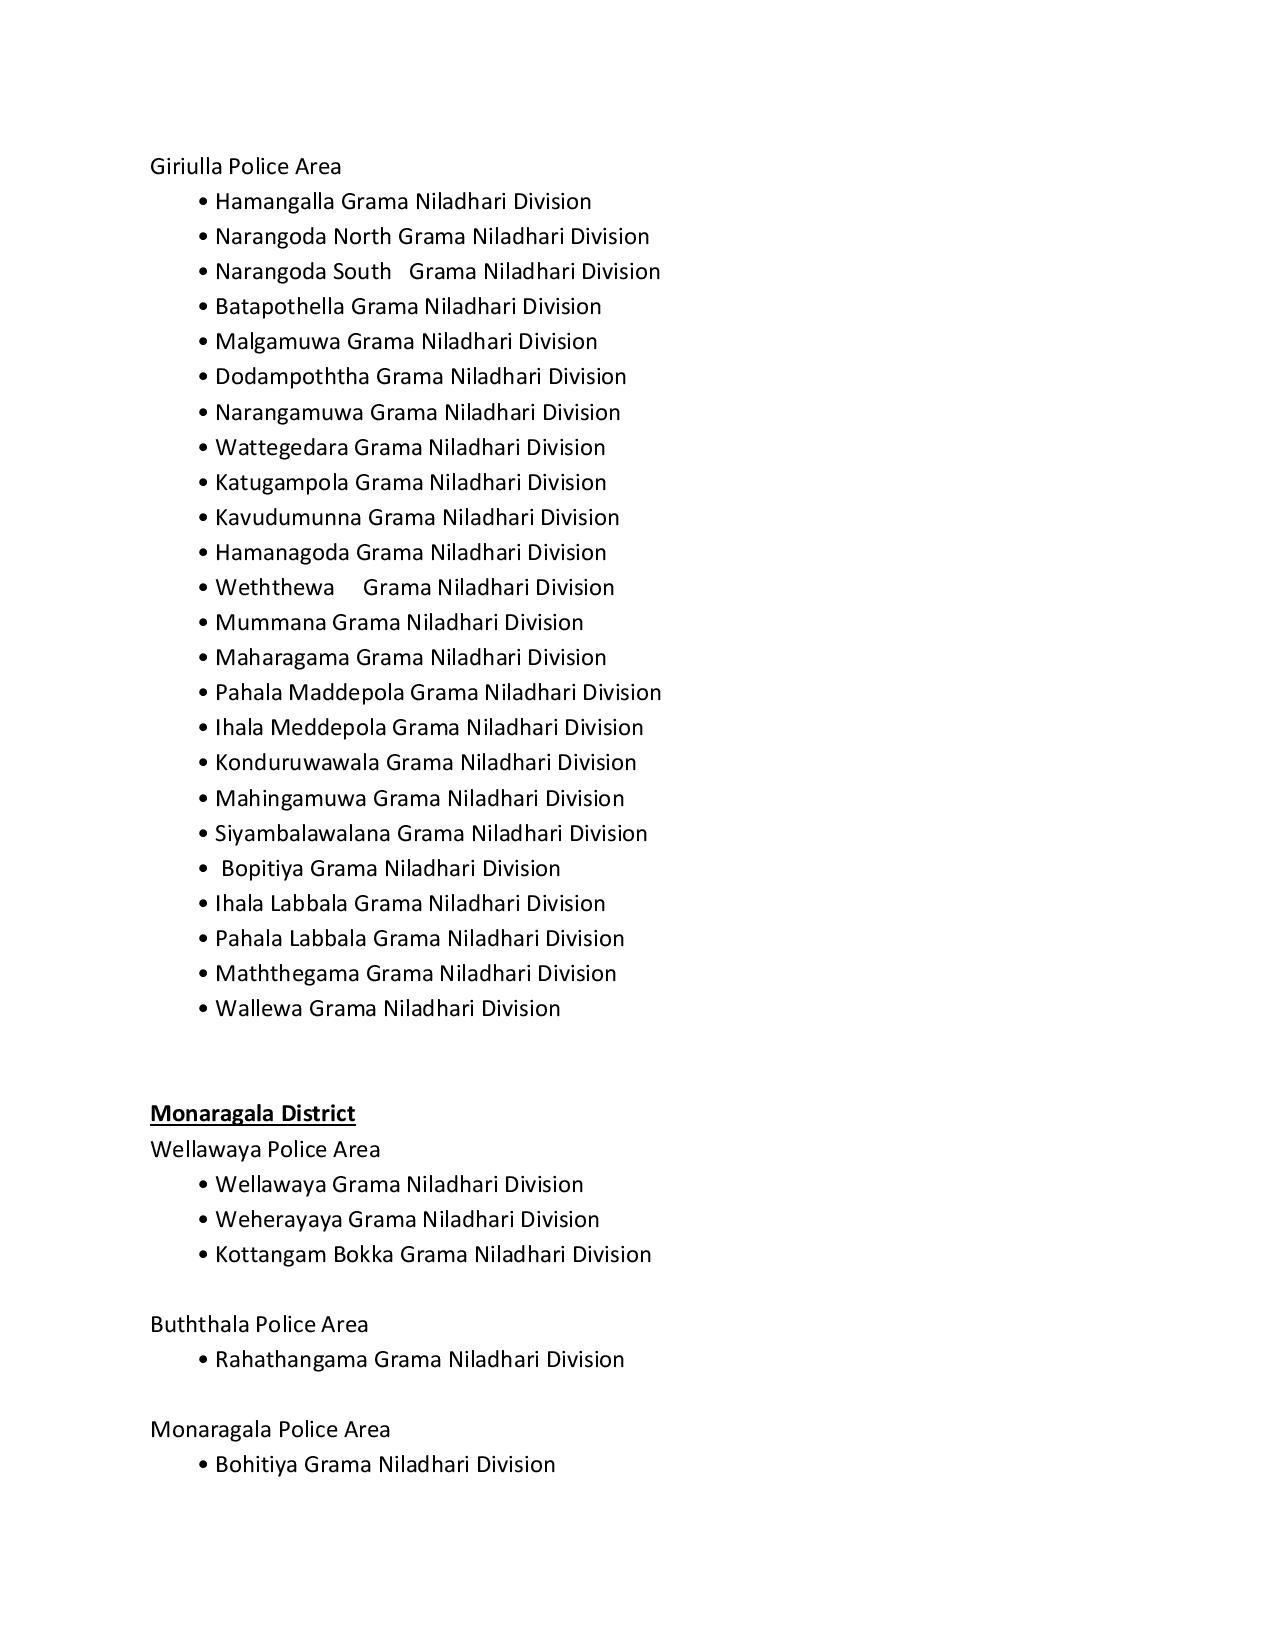 Giriulla Police Area
• Hamangalla Grama Niladhari Division
• Narangoda North Grama Niladhari Division
• Narangoda South Grama Niladhari Division
• Batapothella Grama Niladhari Division
• Malgamuwa Grama Niladhari Division
• Dodampoththa Grama Niladhari Division
• Narangamuwa Grama Niladhari Division
• Wattegedara Grama Niladhari Division
• Katugampola Grama Niladhari Division
• Kavudumunna Grama Niladhari Division
• Hamanagoda Grama Niladhari Division
• Weththewa Grama Niladhari Division
• Mummana Grama Niladhari Division
• Maharagama Grama Niladhari Division
• Pahala Maddepola Grama Niladhari Division
• Ihala Meddepola Grama Niladhari Division
• Konduruwawala Grama Niladhari Division
• Mahingamuwa Grama Niladhari Division
• Siyambalawalana Grama Niladhari Division
• Bopitiya Grama Niladhari Division
• Ihala Labbala Grama Niladhari Division
• Pahala Labbala Grama Niladhari Division
• Maththegama Grama Niladhari Division
• Wallewa Grama Niladhari Division
Monaragala District
Wellawaya Police Area
• Wellawaya Grama Niladhari Division
• Weherayaya Grama Niladhari Division
• Kottangam Bokka Grama Niladhari Division
Buththala Police Area
• Rahathangama Grama Niladhari Division
Monaragala Police Area
• Bohitiya Grama Niladhari Division